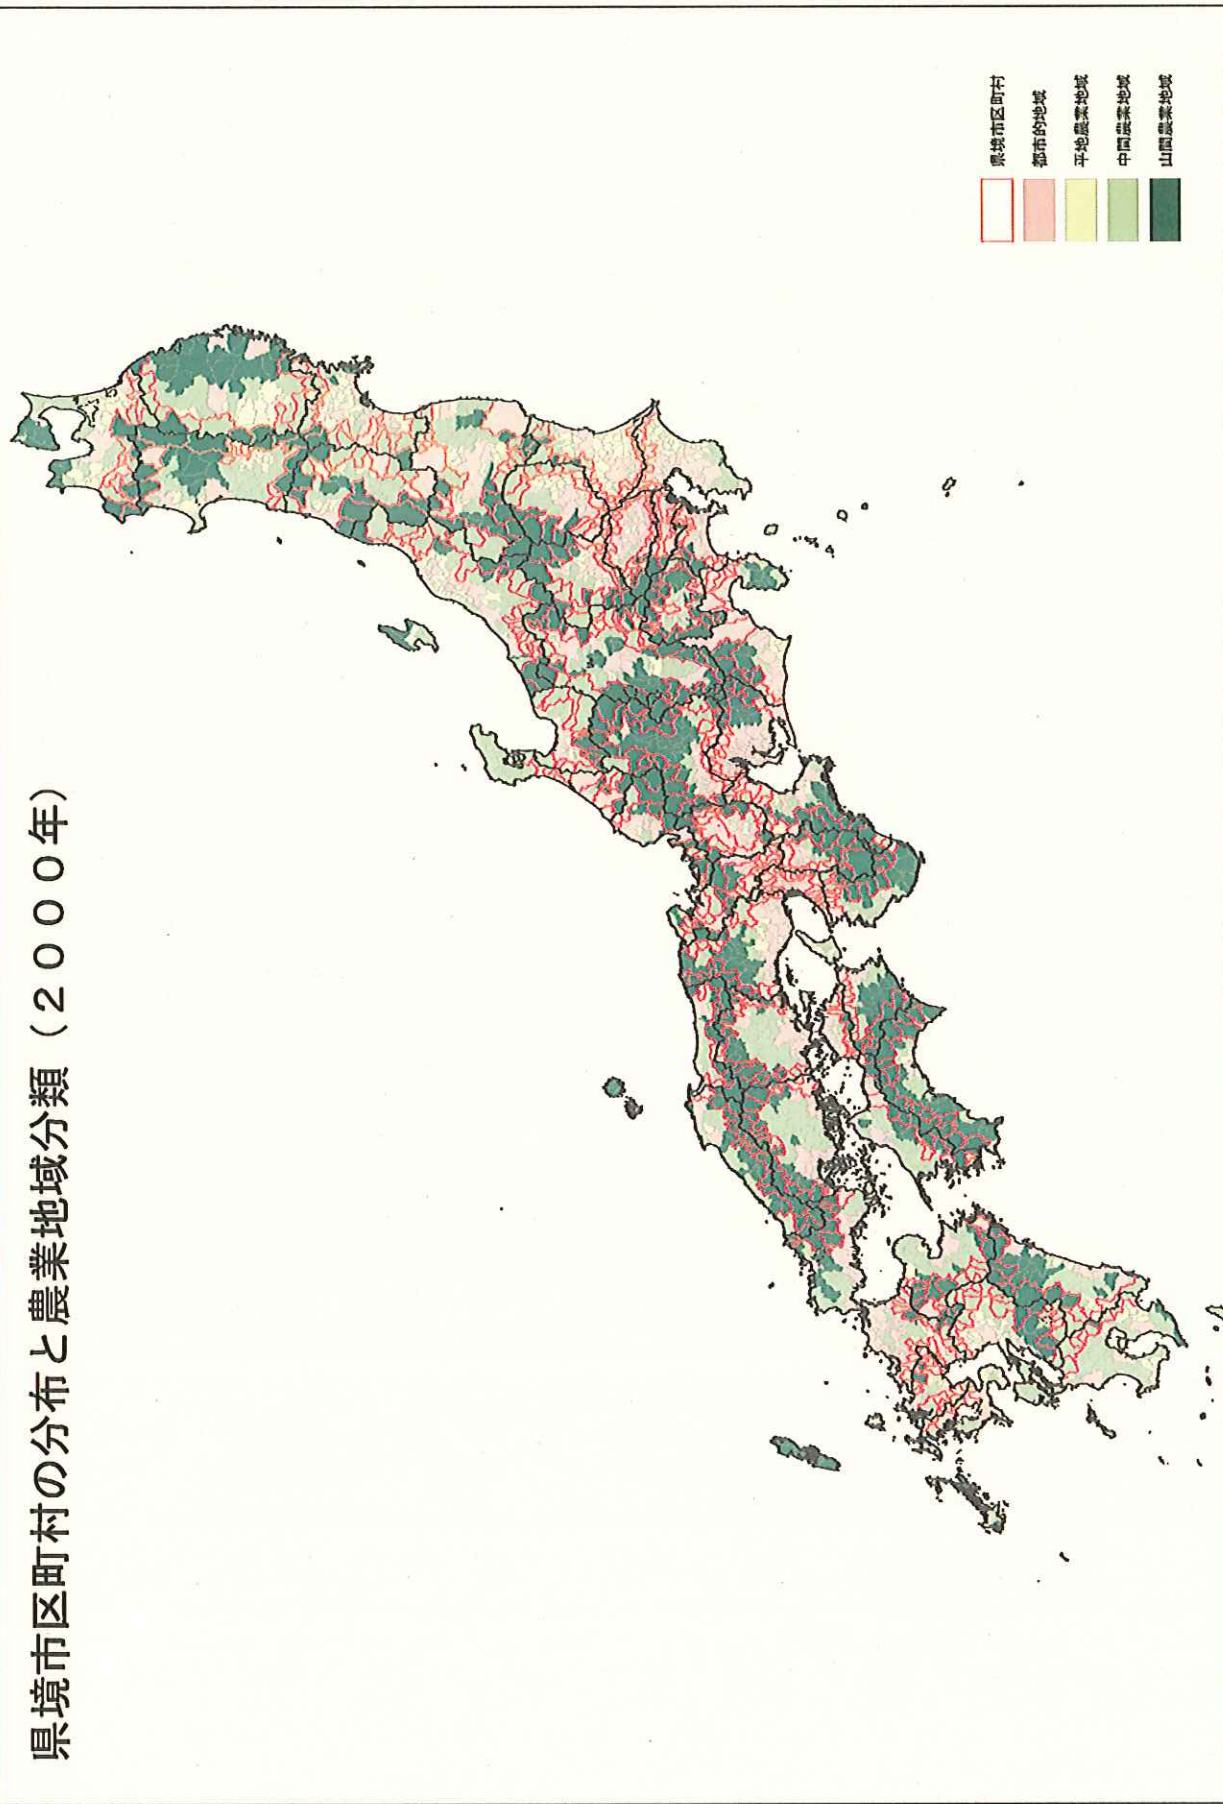 県境市区町村の分布と農業地域分類(2000年)
県境市区町村
都市的地域
平地農業地域
中間農業地域
山間農業地域